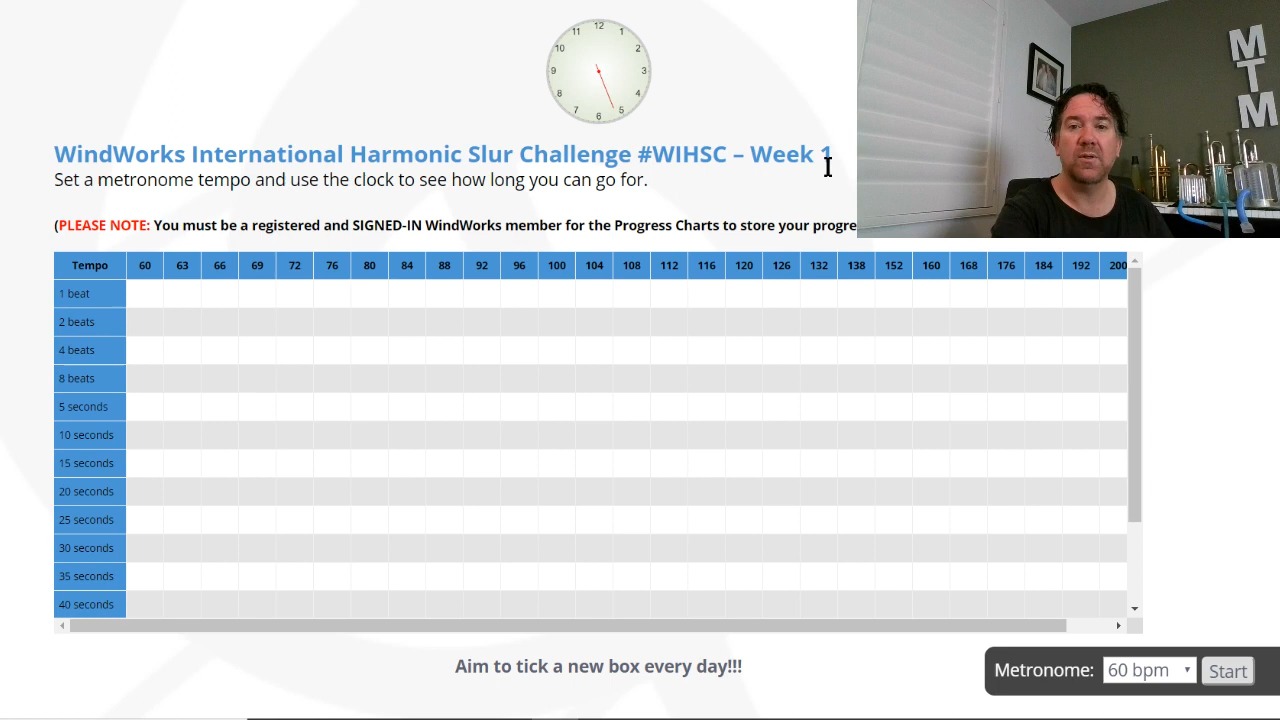 12
11 1
10 2
9 3
8 4
7 5
6
M
T
M
WindWorks International Harmonic Slur Challenge #WIHSC – Week 1
Set a metronome tempo and use the clock to see how long you can go for.
(PLEASE NOTE: You must be a registered and SIGNED-IN WindWorks member for the Progress Charts to store your progre
Tempo 60 63 66 69 72 76 80 84 88 92 96 100 104 108 112 116 120 126 132 138 152 160 168 176 184 192 200
1 beat
2 beats
4 beats
8 beats
5 seconds
10 seconds
15 seconds
20 seconds
25 seconds
30 seconds
35 seconds
40 seconds
Aim to tick a new box every day!!!
Metronome: 60 bpm Start